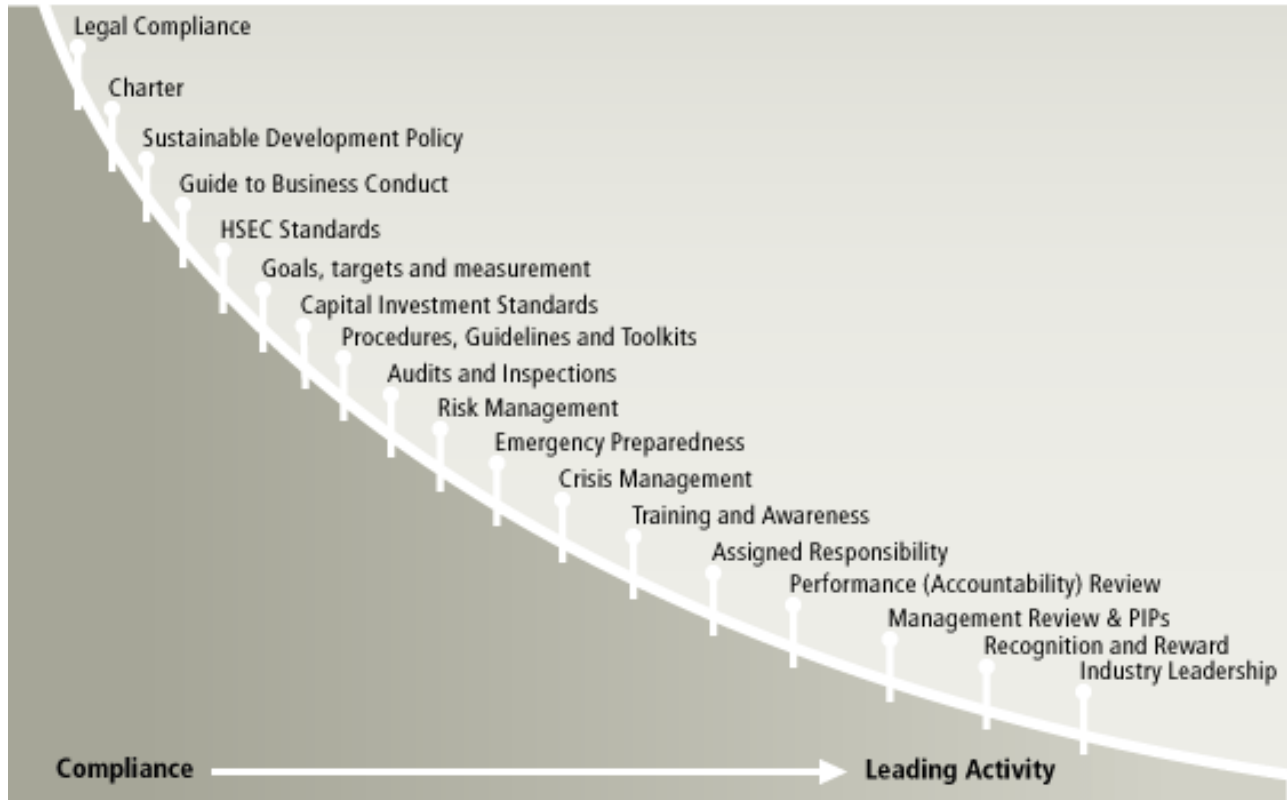 Legal Compliance
Charter
Sustainable Development Policy
Guide to Business Conduct
HSEC Standards
Goals, targets and measurement
Capital Investment Standards
Procedures, Guidelines and Toolkits
Audits and Inspections
Risk Management
Emergency Preparedness
Crisis Management
Training and Awareness
Assigned Responsibility
Performance (Accountability) Review
Management Review & PIPs
Recognition and Reward
Industry Leadership
Compliance
Leading Activity